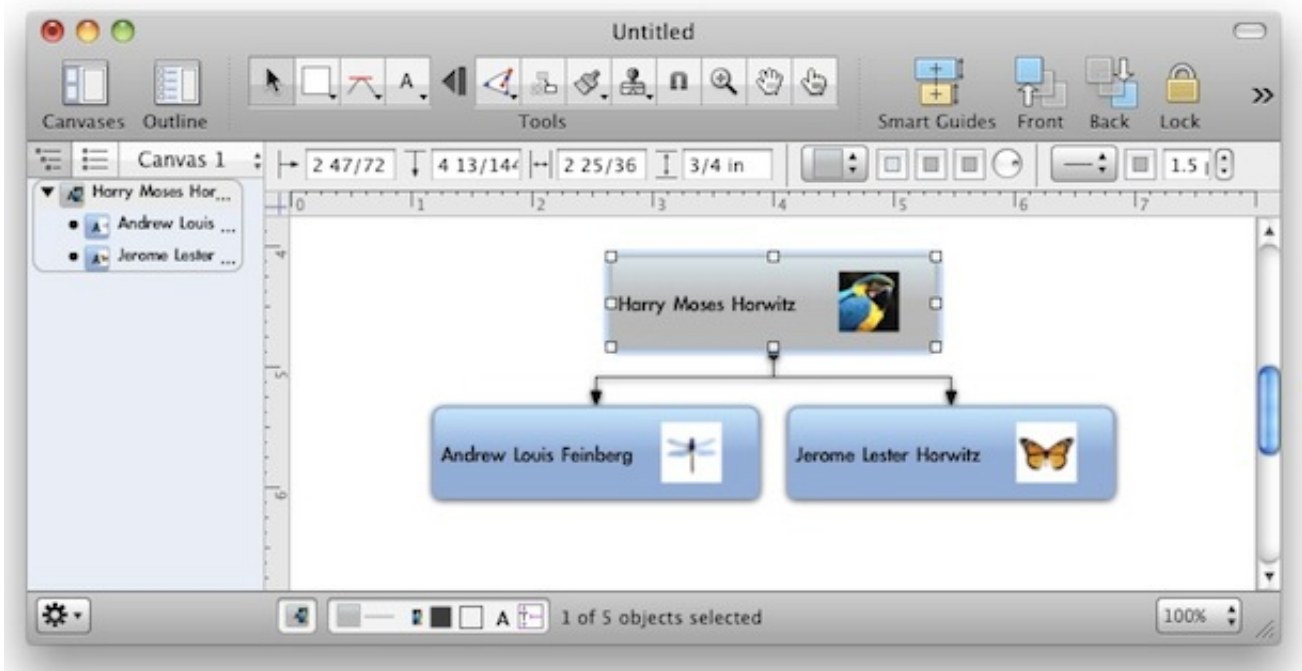 Untitled
Canvases Outline Tools Smart Guides Front Back Lock
Canvas 1 2 47/72 4 13/144 2 25/36 3/4 in 1.5
Harry Moses Hor...
Andrew Louis ...
Jerome Lester ...
0 1 2 3 4 5 6 7
4
5
6
Harry Moses Horwitz
Andrew Louis Feinberg
Jerome Lester Horwitz
A 1 of 5 objects selected 100%